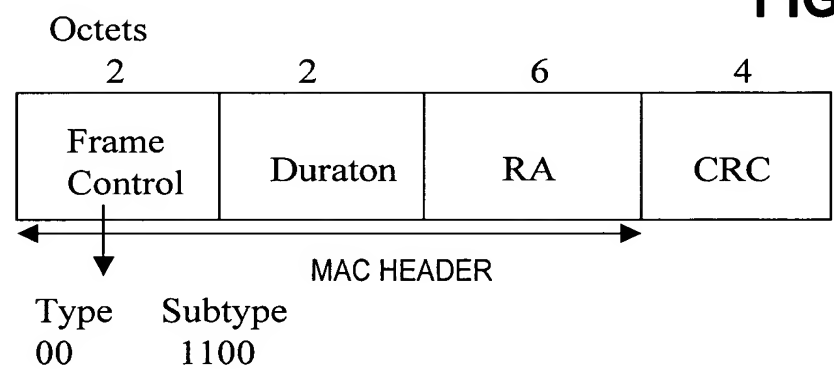 FIG
Octets
2 2 6 4
Frame Control Duraton RA CRC
MAC HEADER
Type Subtype
00 1100